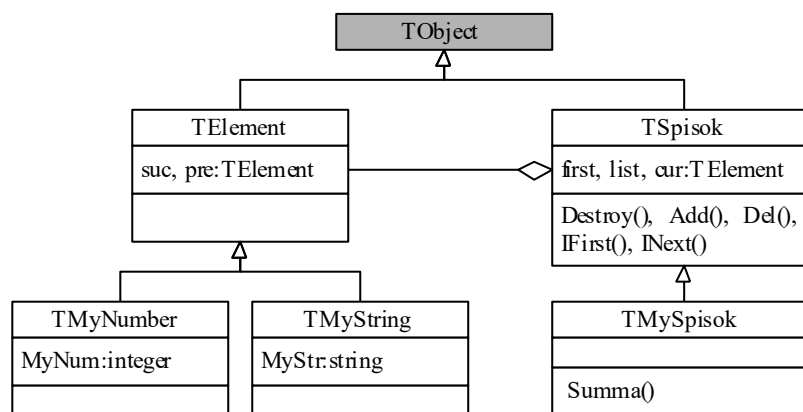 TObject
TElement
suc, pre:TElement
TSpisok
first, list, cur:TElement
Destroy(), Add(), Del(),
IFirst(), INext()
TMyNumber
MyNum:integer
TMyString
MyStr:string
TMySpisok
Summa()